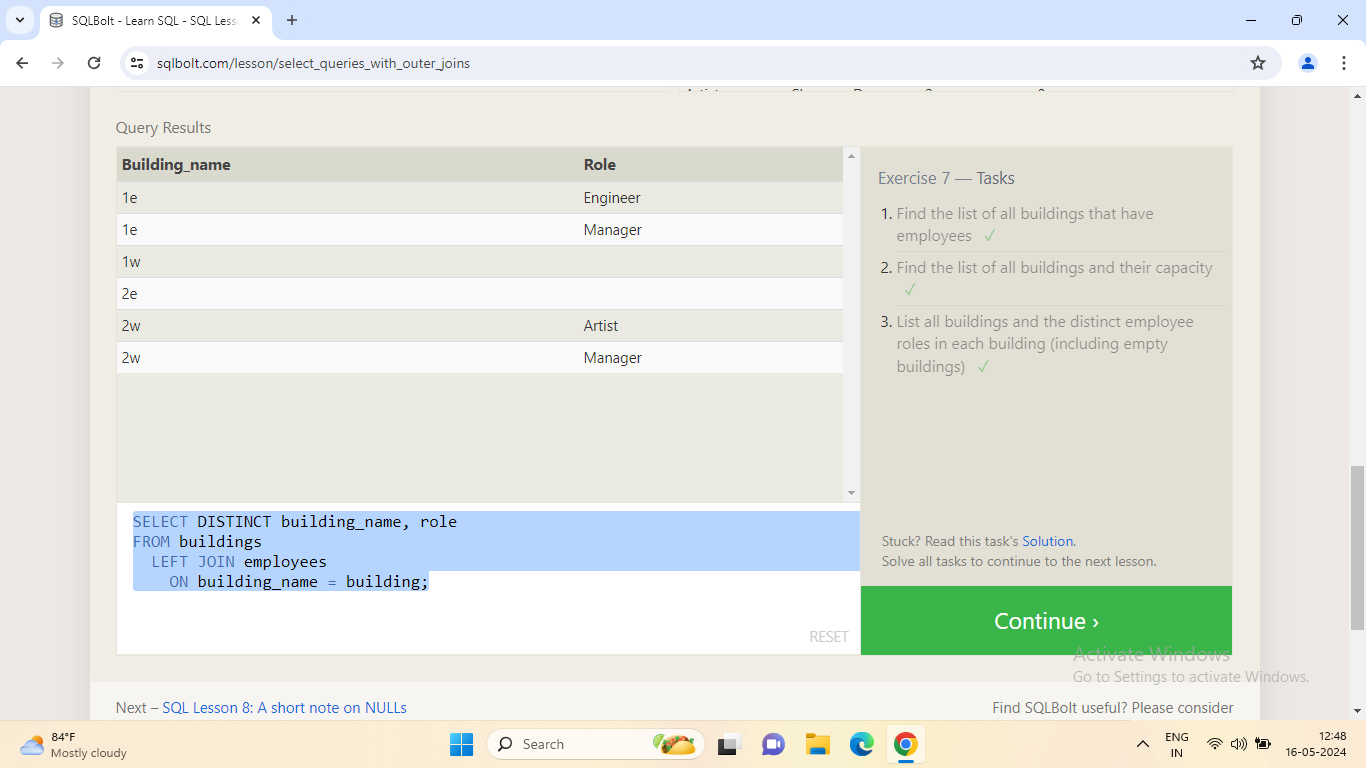 SQLBolt - Learn SQL - SQL Less
sqlbolt.com/lesson/select_queries_with_outer_joins
Query Results
Building_name Role
1e Engineer
1e Manager
1w
2e
2w Artist
2w Manager
Exercise 7 — Tasks
1. Find the list of all buildings that have
employees ✓
2. Find the list of all buildings and their capacity
✓
3. List all buildings and the distinct employee
roles in each building (including empty
buildings) ✓
SELECT DISTINCT building_name, role
FROM buildings
LEFT JOIN employees
ON building_name = building;
RESET
Stuck? Read this task's Solution.
Solve all tasks to continue to the next lesson.
Continue ›
Activate Windows
Go to Settings to activate Windows.
Next – SQL Lesson 8: A short note on NULLs
Find SQLBolt useful? Please consider
84°F
Mostly cloudy
Search
ENG
IN
12:48
16-05-2024